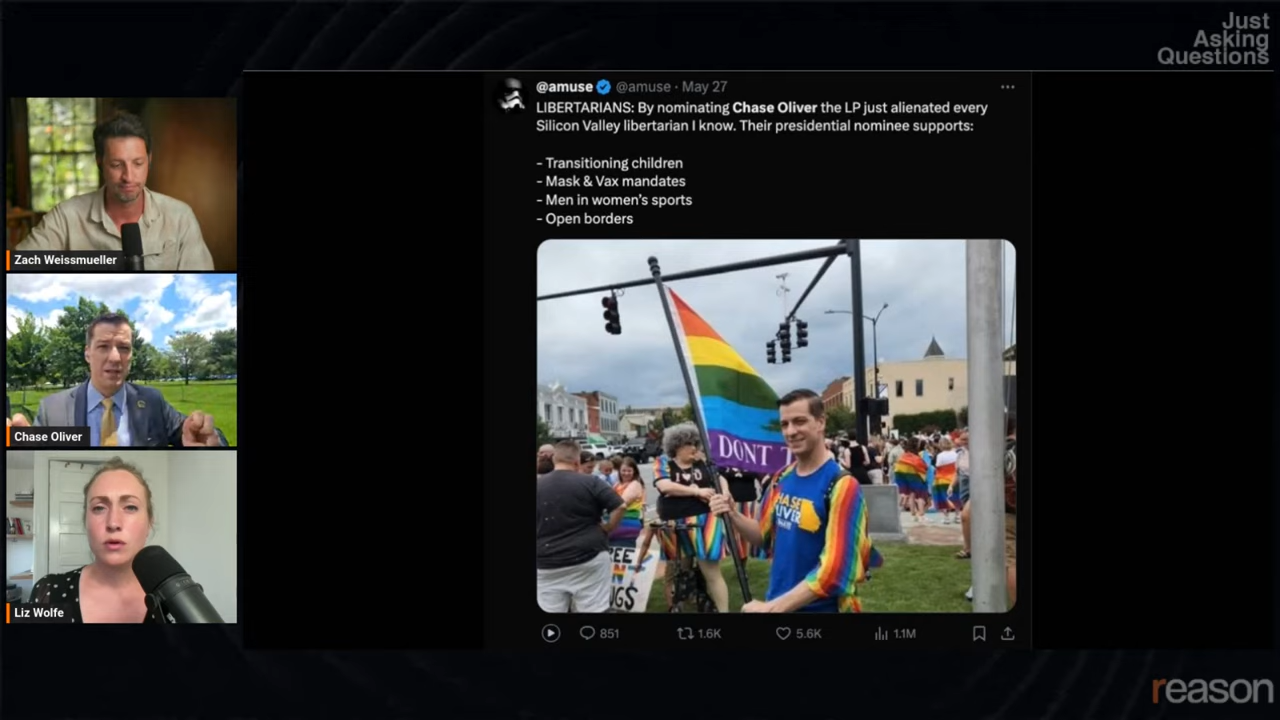 Just
Asking
Questions
@amuse @amuse · May 27
LIBERTARIANS: By nominating Chase Oliver the LP just alienated every
Silicon Valley libertarian I know. Their presidential nominee supports:
- Transitioning children
- Mask & Vax mandates
- Men in women's sports
- Open borders
DONT T
CHASE
OLIVER
851
1.6K
5.6K
1.1M
Zach Weissmueller
Chase Oliver
Liz Wolfe
reason